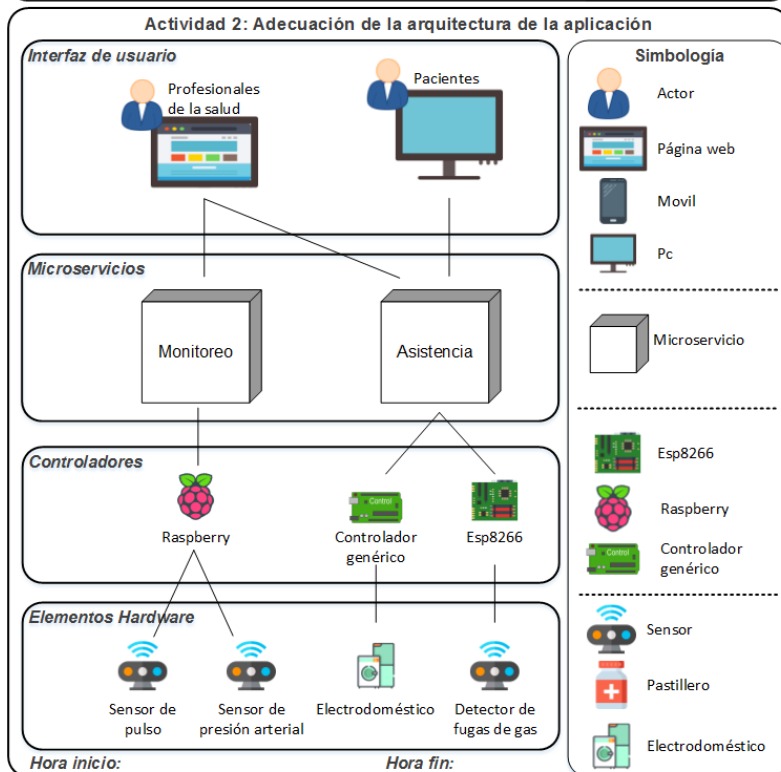 Actividad 2: Adecuación de la arquitectura de la aplicación
Interfaz de usuario
Profesionales
de la salud
Pacientes
Microservicios
Monitoreo
Asistencia
Controladores
Control
Raspberry
Controlador
genérico
Esp8266
Elementos Hardware
Sensor de
pulso
Sensor de
presión arterial
Electrodoméstico
Detector de
fugas de gas
Hora inicio:
Hora fin:
Simbología
Actor
Página web
Movil
Pc
Microservicio
Esp8266
Raspberry
Control
Controlador
genérico
Sensor
Pastillero
Electrodoméstico